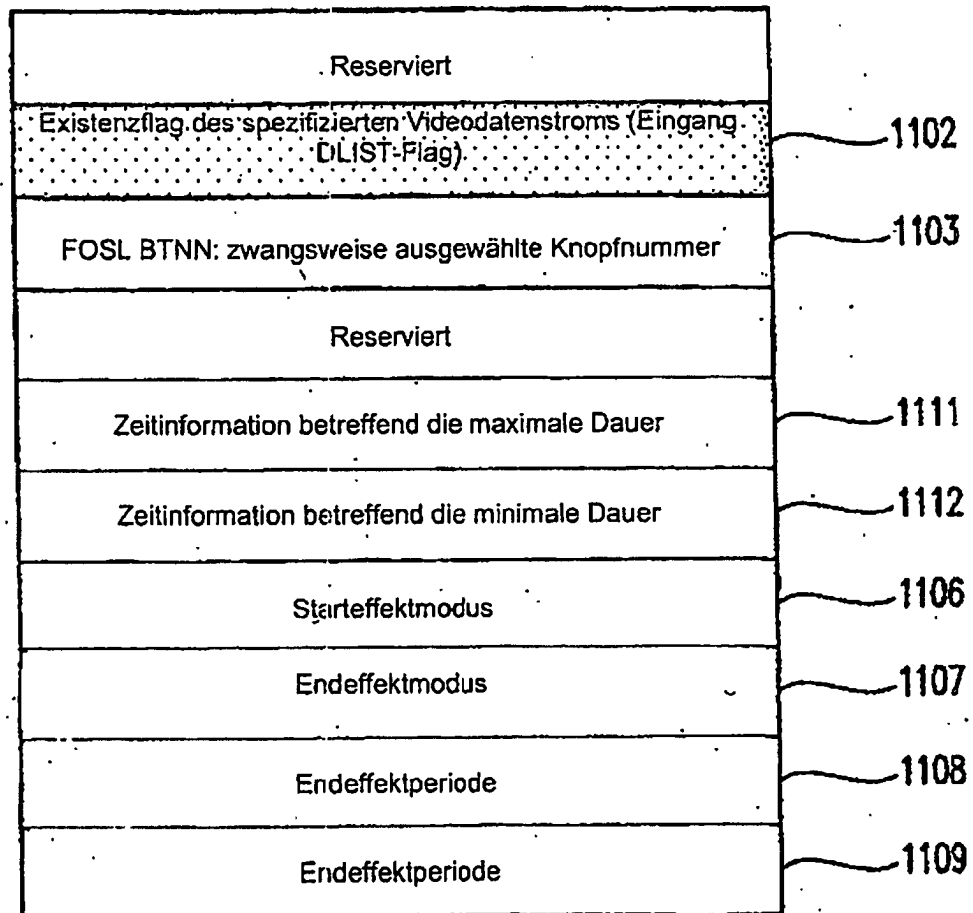 Reserviert
Existenzflag des spezifizierten Videodatenstroms (Eingang
DLIST-Flag)
1102
FOSL BTNN: zwangsweise ausgewählte Knopfnummer
1103
Reserviert
Zeitinformation betreffend die maximale Dauer
1111
Zeitinformation betreffend die minimale Dauer
1112
Starteffektmodus
1106
Endeffektmodus
1107
Endeffektperiode
1108
Endeffektperiode
1109